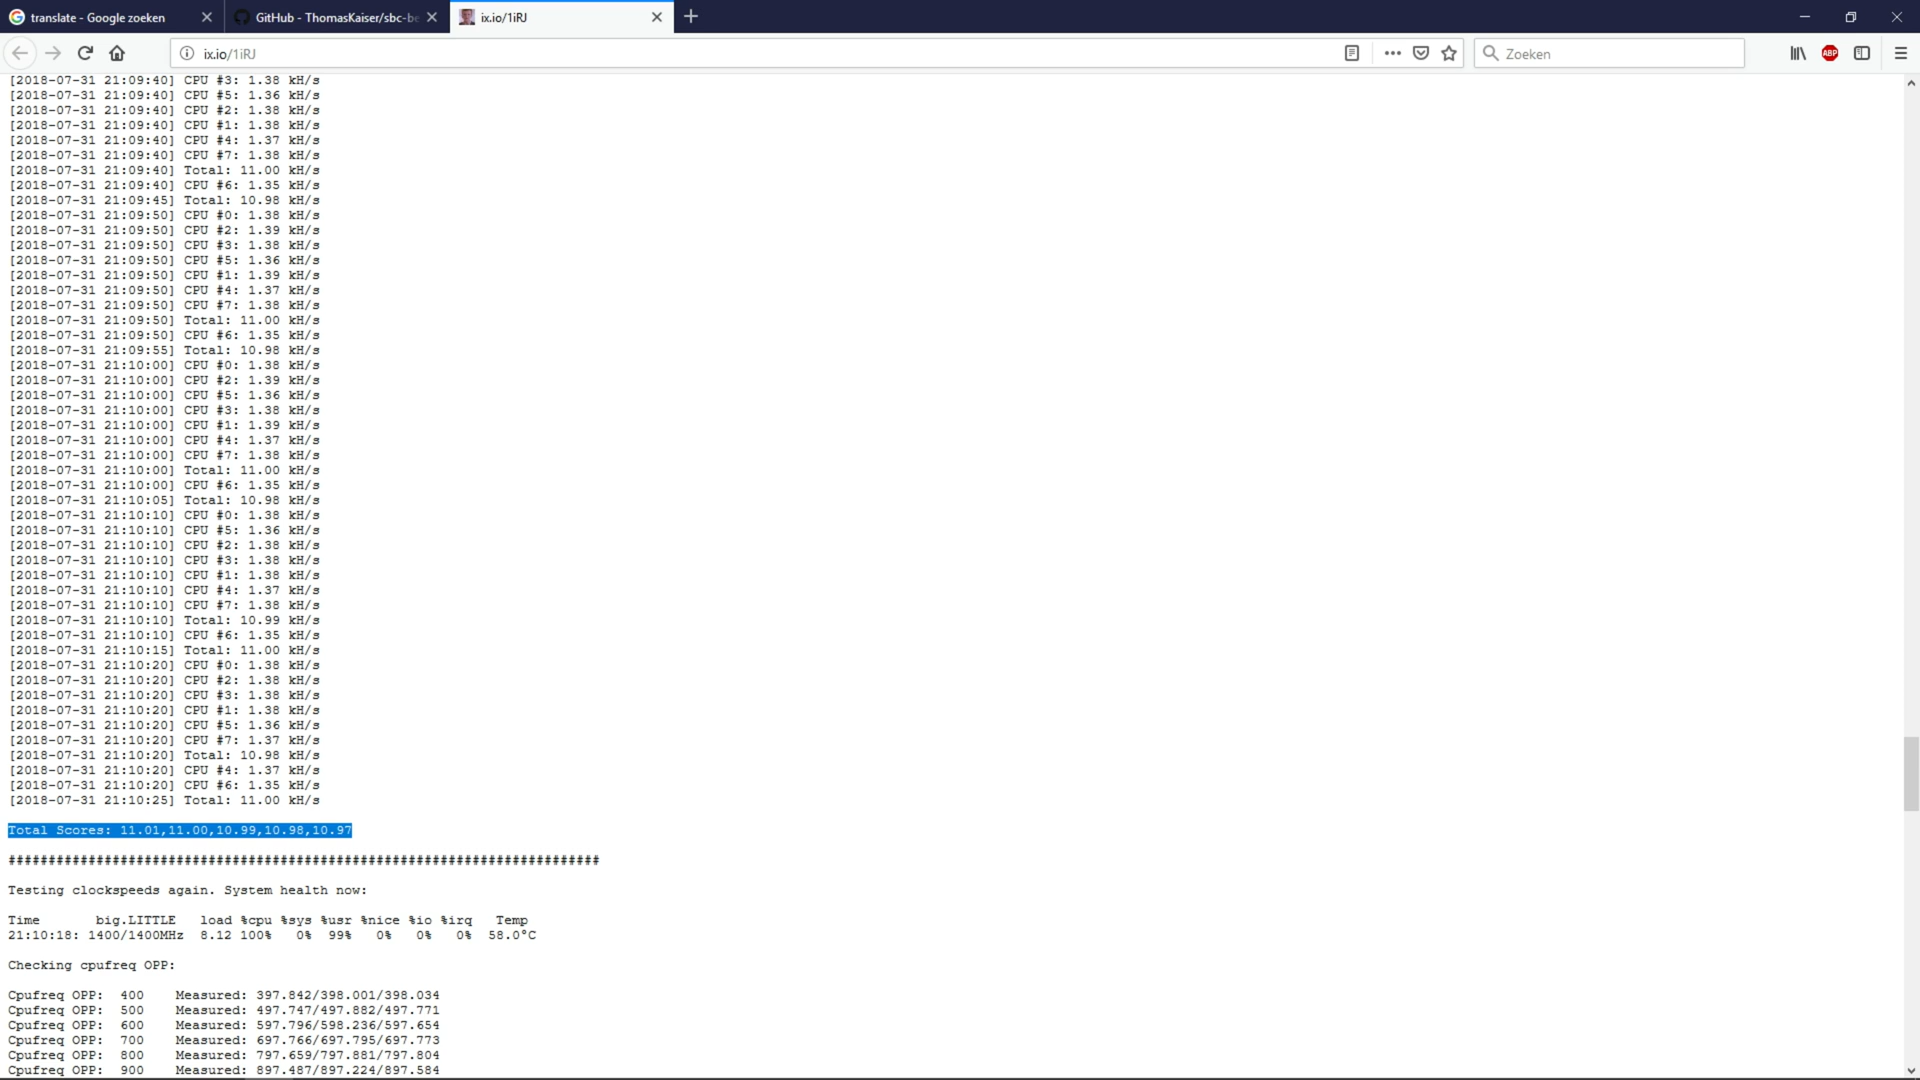 translate - Google zoeken
GitHub - ThomasKaiser/sbc-be
ix.io/1iRJ
ix.io/1iRJ
Zoeken
ABP
[2018-07-31 21:09:40] CPU #3: 1.38 kH/s
[2018-07-31 21:09:40] CPU #5: 1.36 kH/s
[2018-07-31 21:09:40] CPU #2: 1.38 kH/s
[2018-07-31 21:09:40] CPU #1: 1.38 kH/s
[2018-07-31 21:09:40] CPU #4: 1.37 kH/s
[2018-07-31 21:09:40] CPU #7: 1.38 kH/s
[2018-07-31 21:09:40] Total: 11.00 kH/s
[2018-07-31 21:09:40] CPU #6: 1.35 kH/s
[2018-07-31 21:09:45] Total: 10.98 kH/s
[2018-07-31 21:09:50] CPU #0: 1.38 kH/s
[2018-07-31 21:09:50] CPU #2: 1.39 kH/s
[2018-07-31 21:09:50] CPU #3: 1.38 kH/s
[2018-07-31 21:09:50] CPU #5: 1.36 kH/s
[2018-07-31 21:09:50] CPU #1: 1.39 kH/s
[2018-07-31 21:09:50] CPU #4: 1.37 kH/s
[2018-07-31 21:09:50] CPU #7: 1.38 kH/s
[2018-07-31 21:09:50] Total: 11.00 kH/s
[2018-07-31 21:09:50] CPU #6: 1.35 kH/s
[2018-07-31 21:09:55] Total: 10.98 kH/s
[2018-07-31 21:10:00] CPU #0: 1.38 kH/s
[2018-07-31 21:10:00] CPU #2: 1.39 kH/s
[2018-07-31 21:10:00] CPU #5: 1.36 kH/s
[2018-07-31 21:10:00] CPU #3: 1.38 kH/s
[2018-07-31 21:10:00] CPU #1: 1.39 kH/s
[2018-07-31 21:10:00] CPU #4: 1.37 kH/s
[2018-07-31 21:10:00] CPU #7: 1.38 kH/s
[2018-07-31 21:10:00] Total: 11.00 kH/s
[2018-07-31 21:10:00] CPU #6: 1.35 kH/s
[2018-07-31 21:10:05] Total: 10.98 kH/s
[2018-07-31 21:10:10] CPU #0: 1.38 kH/s
[2018-07-31 21:10:10] CPU #5: 1.36 kH/s
[2018-07-31 21:10:10] CPU #2: 1.38 kH/s
[2018-07-31 21:10:10] CPU #3: 1.38 kH/s
[2018-07-31 21:10:10] CPU #1: 1.38 kH/s
[2018-07-31 21:10:10] CPU #4: 1.37 kH/s
[2018-07-31 21:10:10] CPU #7: 1.38 kH/s
[2018-07-31 21:10:10] Total: 10.99 kH/s
[2018-07-31 21:10:10] CPU #6: 1.35 kH/s
[2018-07-31 21:10:15] Total: 11.00 kH/s
[2018-07-31 21:10:20] CPU #0: 1.38 kH/s
[2018-07-31 21:10:20] CPU #2: 1.38 kH/s
[2018-07-31 21:10:20] CPU #3: 1.38 kH/s
[2018-07-31 21:10:20] CPU #1: 1.38 kH/s
[2018-07-31 21:10:20] CPU #5: 1.36 kH/s
[2018-07-31 21:10:20] CPU #7: 1.37 kH/s
[2018-07-31 21:10:20] Total: 10.98 kH/s
[2018-07-31 21:10:20] CPU #4: 1.37 kH/s
[2018-07-31 21:10:20] CPU #6: 1.35 kH/s
[2018-07-31 21:10:25] Total: 11.00 kH/s
Total Scores: 11.01,11.00,10.99,10.98,10.97
##########################################################################
Testing clockspeeds again. System health now:
Time big.LITTLE load %cpu %sys %usr %nice %io %irq Temp
21:10:18: 1400/1400MHz 8.12 100% 0% 99% 0% 0% 0% 58.0°C
Checking cpufreq OPP:
Cpufreq OPP: 400 Measured: 397.842/398.001/398.034
Cpufreq OPP: 500 Measured: 497.747/497.882/497.771
Cpufreq OPP: 600 Measured: 597.796/598.236/597.654
Cpufreq OPP: 700 Measured: 697.766/697.795/697.773
Cpufreq OPP: 800 Measured: 797.659/797.881/797.804
Cpufreq OPP: 900 Measured: 897.487/897.224/897.584